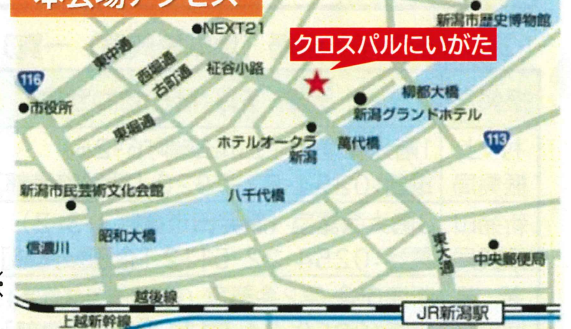 本会場アクセス
新潟市歴史博物館
NEXT21
クロスパルにいがた
東中通
西堀通
古町通
柾谷小路
116
市役所
柳都大橋
新潟グランドホテル
東堀通
ホテルオークラ
新潟
萬代橋
113
新潟市民芸術文化会館
八千代橋
信濃川
昭和大橋
東大通
中央郵便局
※
越後線
JR新潟駅
上越新幹線